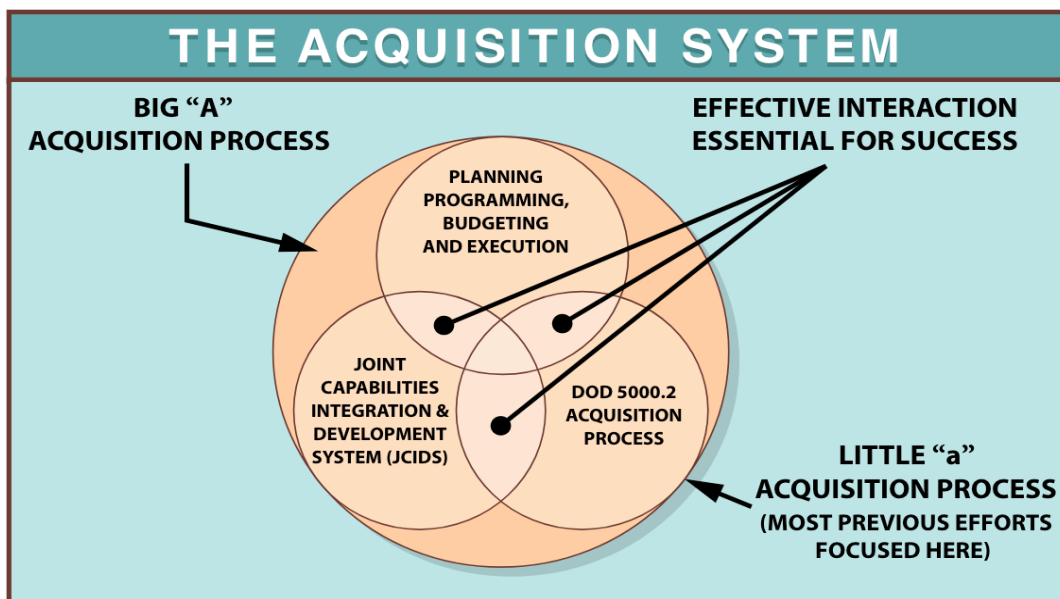 THE ACQUISITION SYSTEM
BIG “A”
ACQUISITION PROCESS
EFFECTIVE INTERACTION
ESSENTIAL FOR SUCCESS
PLANNING
PROGRAMMING,
BUDGETING
AND EXECUTION
JOINT
CAPABILITIES
INTEGRATION &
DEVELOPMENT
SYSTEM (JCIDS)
DOD 5000.2
ACQUISITION
PROCESS
LITTLE “a”
ACQUISITION PROCESS
(MOST PREVIOUS EFFORTS
FOCUSED HERE)